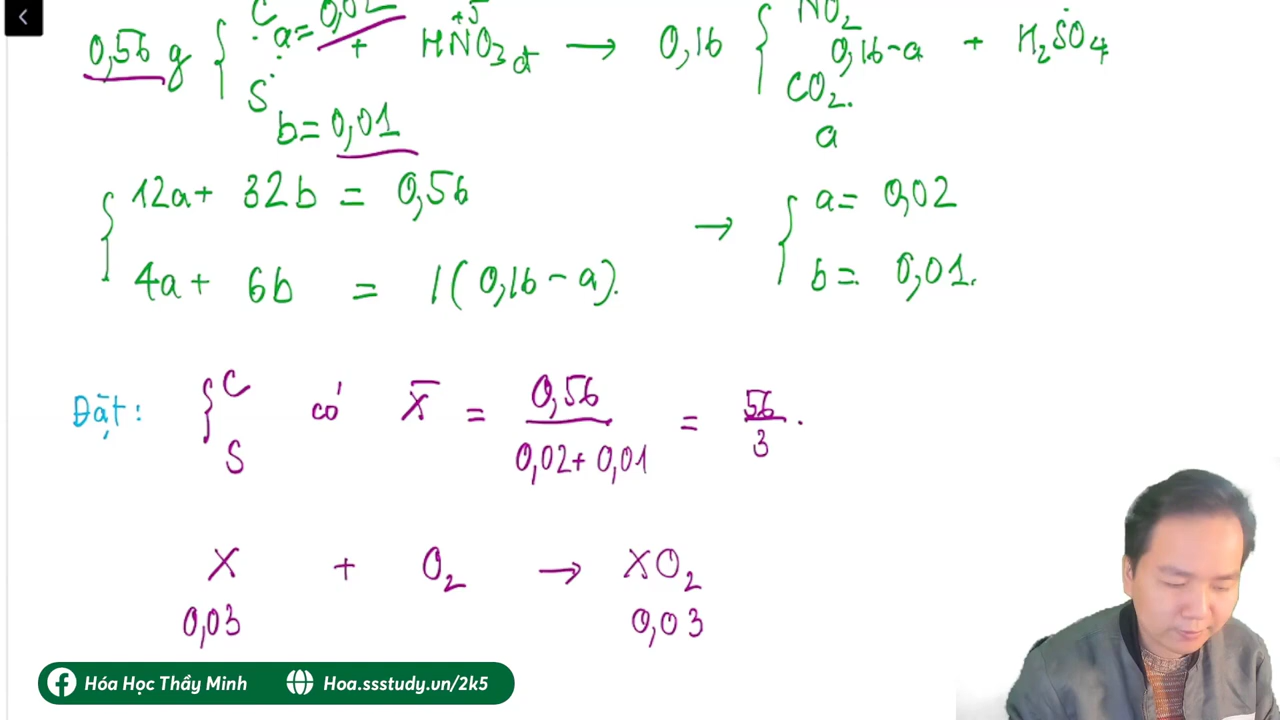 C a= 0,02 NO₂
0,56 g { + HN⁺⁵O₃đ → 0,16 { 0,16-a + H₂SO₄
S CO₂.
b= 0,01 a
{ 12a+ 32b = 0,56 → { a= 0,02
4a+ 6b = 1(0,16-a). b= 0,01.
Đặt: { C S có X̄ = 0,56 / 0,02+0,01 = 56/3 .
X + O₂ → XO₂
0,03 0,03
Hóa Học Thầy Minh Hoa.ssstudy.vn/2k5